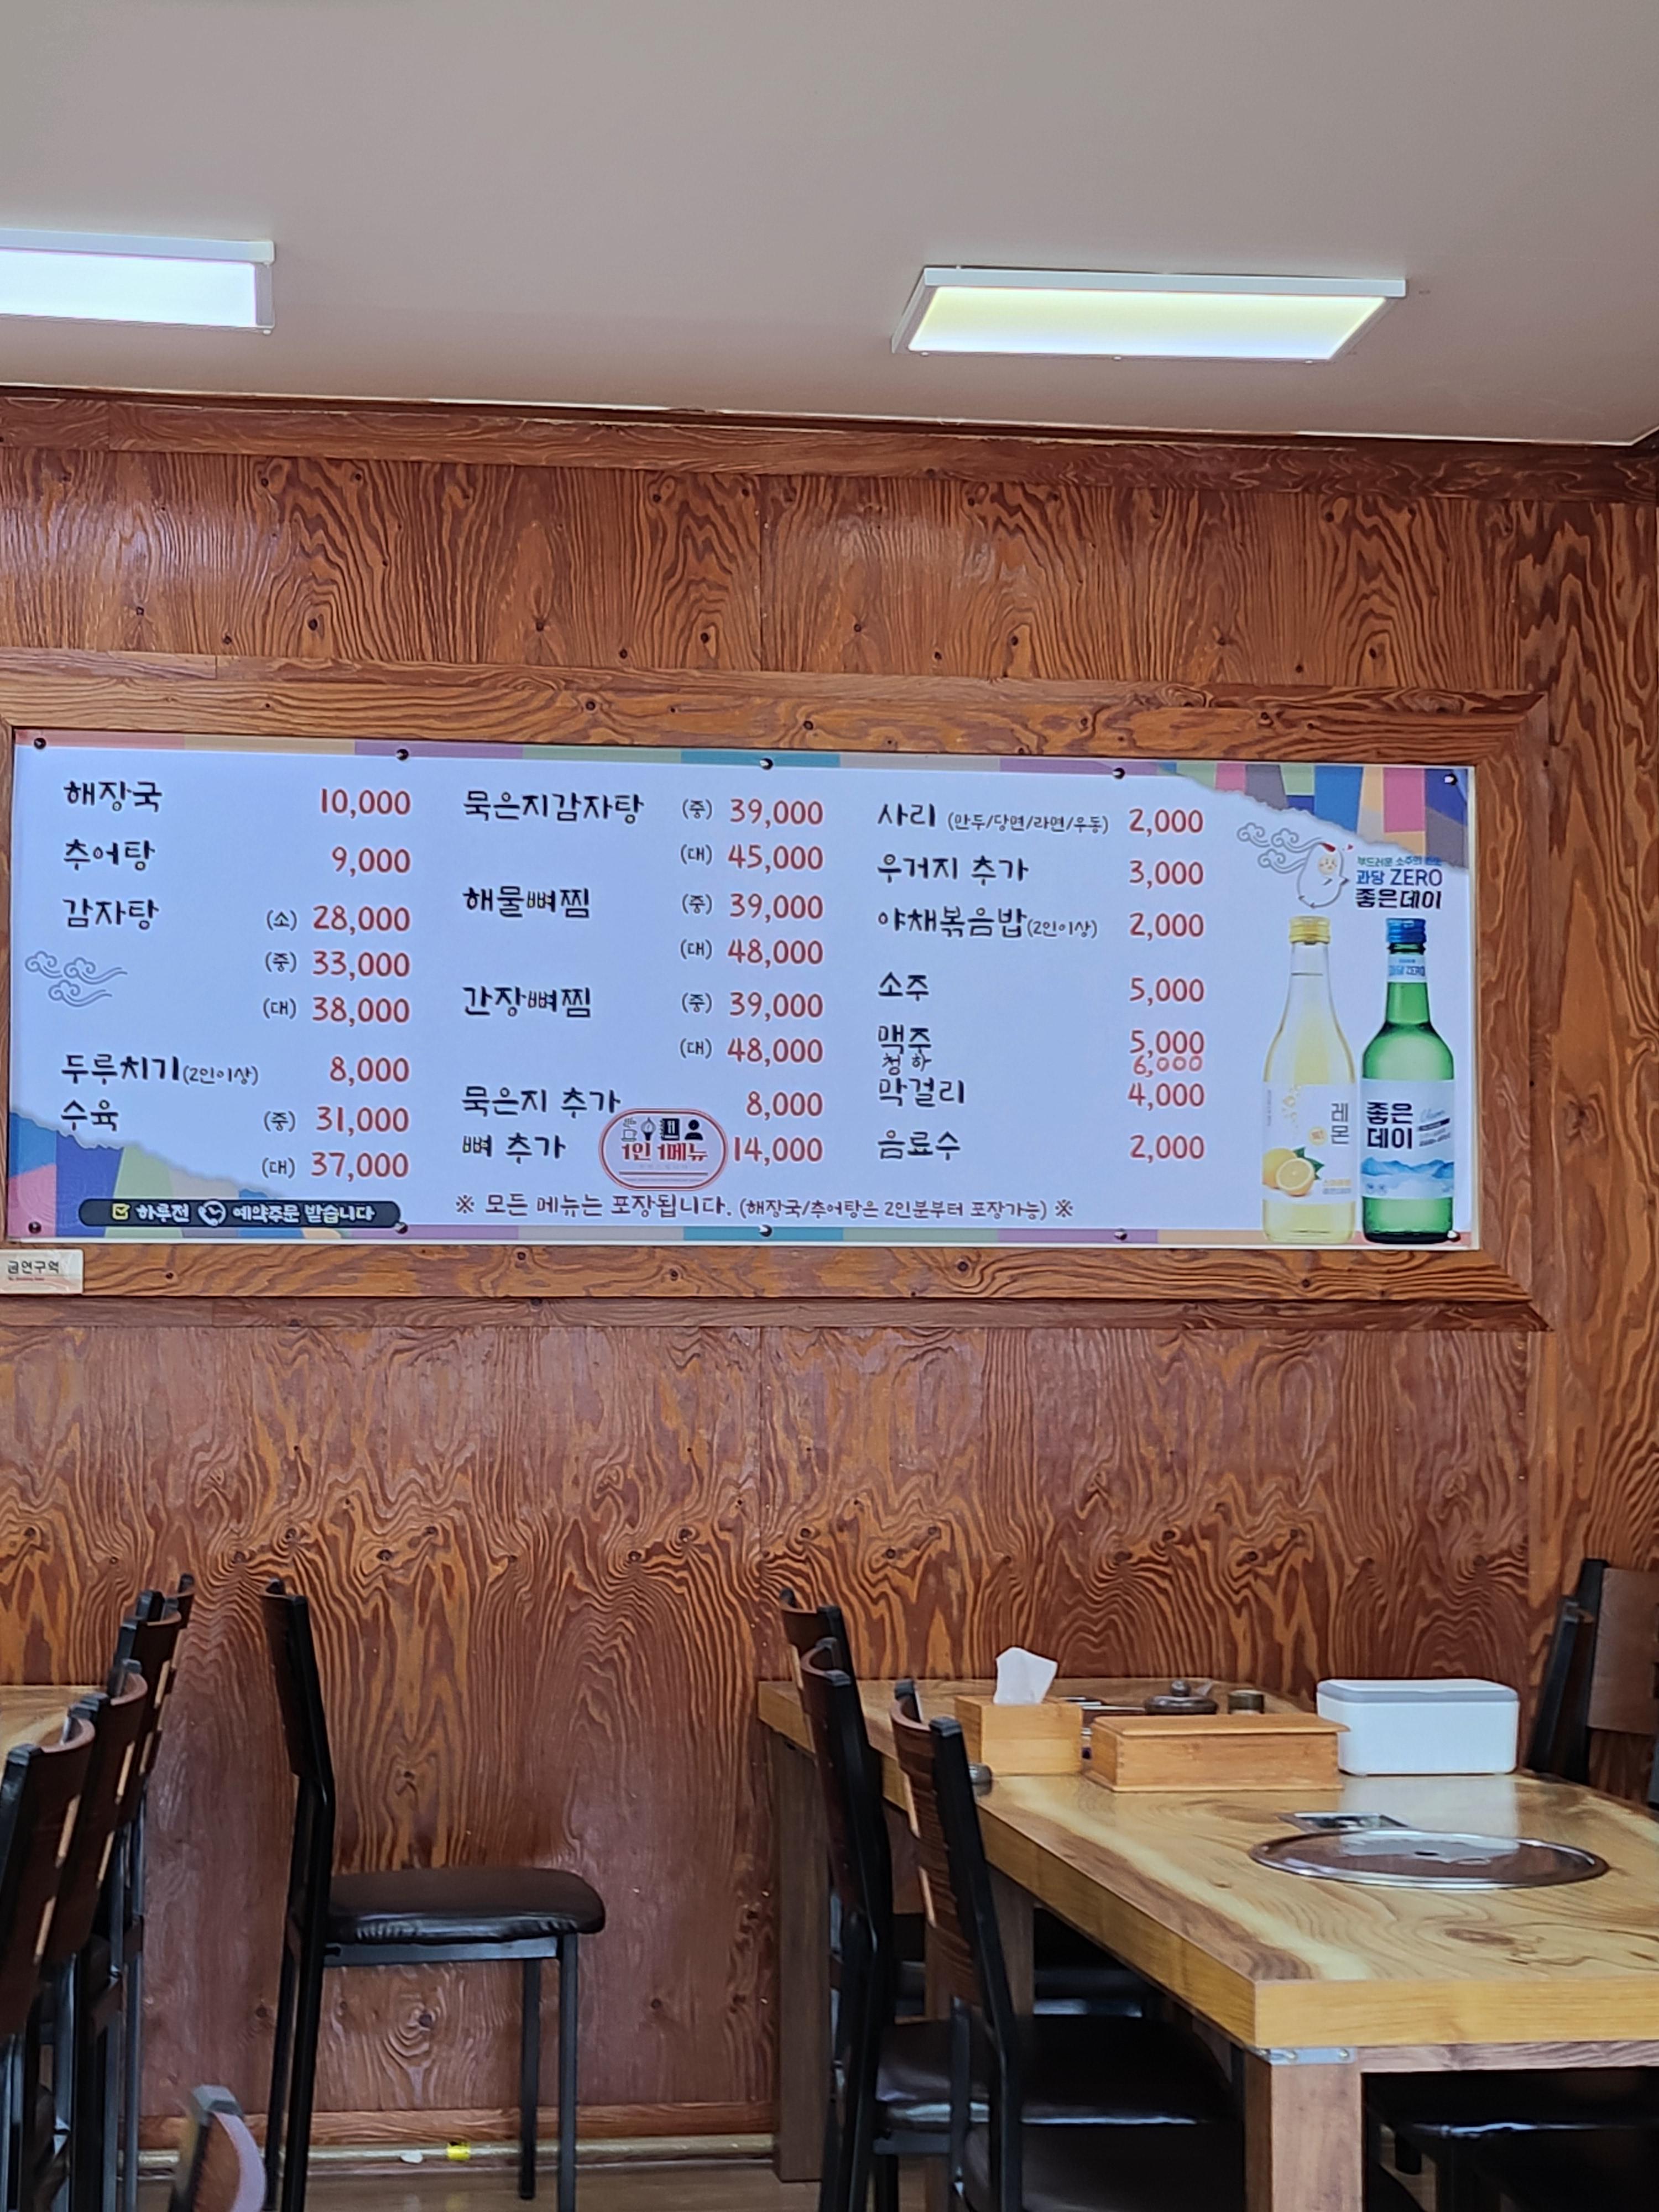 해장국 10,000
추어탕 9,000
감자탕 (소) 28,000
(중) 33,000
(대) 38,000
두루치기(2인이상) 8,000
수육 (중) 31,000
(대) 37,000
하루전 예약주문 받습니다
묵은지감자탕 (중) 39,000
(대) 45,000
해물뼈찜 (중) 39,000
(대) 48,000
간장뼈찜 (중) 39,000
(대) 48,000
묵은지 추가 8,000
뼈 추가 14,000
1인 1메뉴
※ 모든 메뉴는 포장됩니다. (해장국/추어탕은 2인분부터 포장가능) ※
사리 (만두/당면/라면/우동) 2,000
우거지 추가 3,000
야채볶음밥(2인이상) 2,000
소주 5,000
맥주 5,000
청하 6,000
막걸리 4,000
음료수 2,000
부드러운 소주의
과당 ZERO
좋은데이
레몬
좋은
데이
금연구역